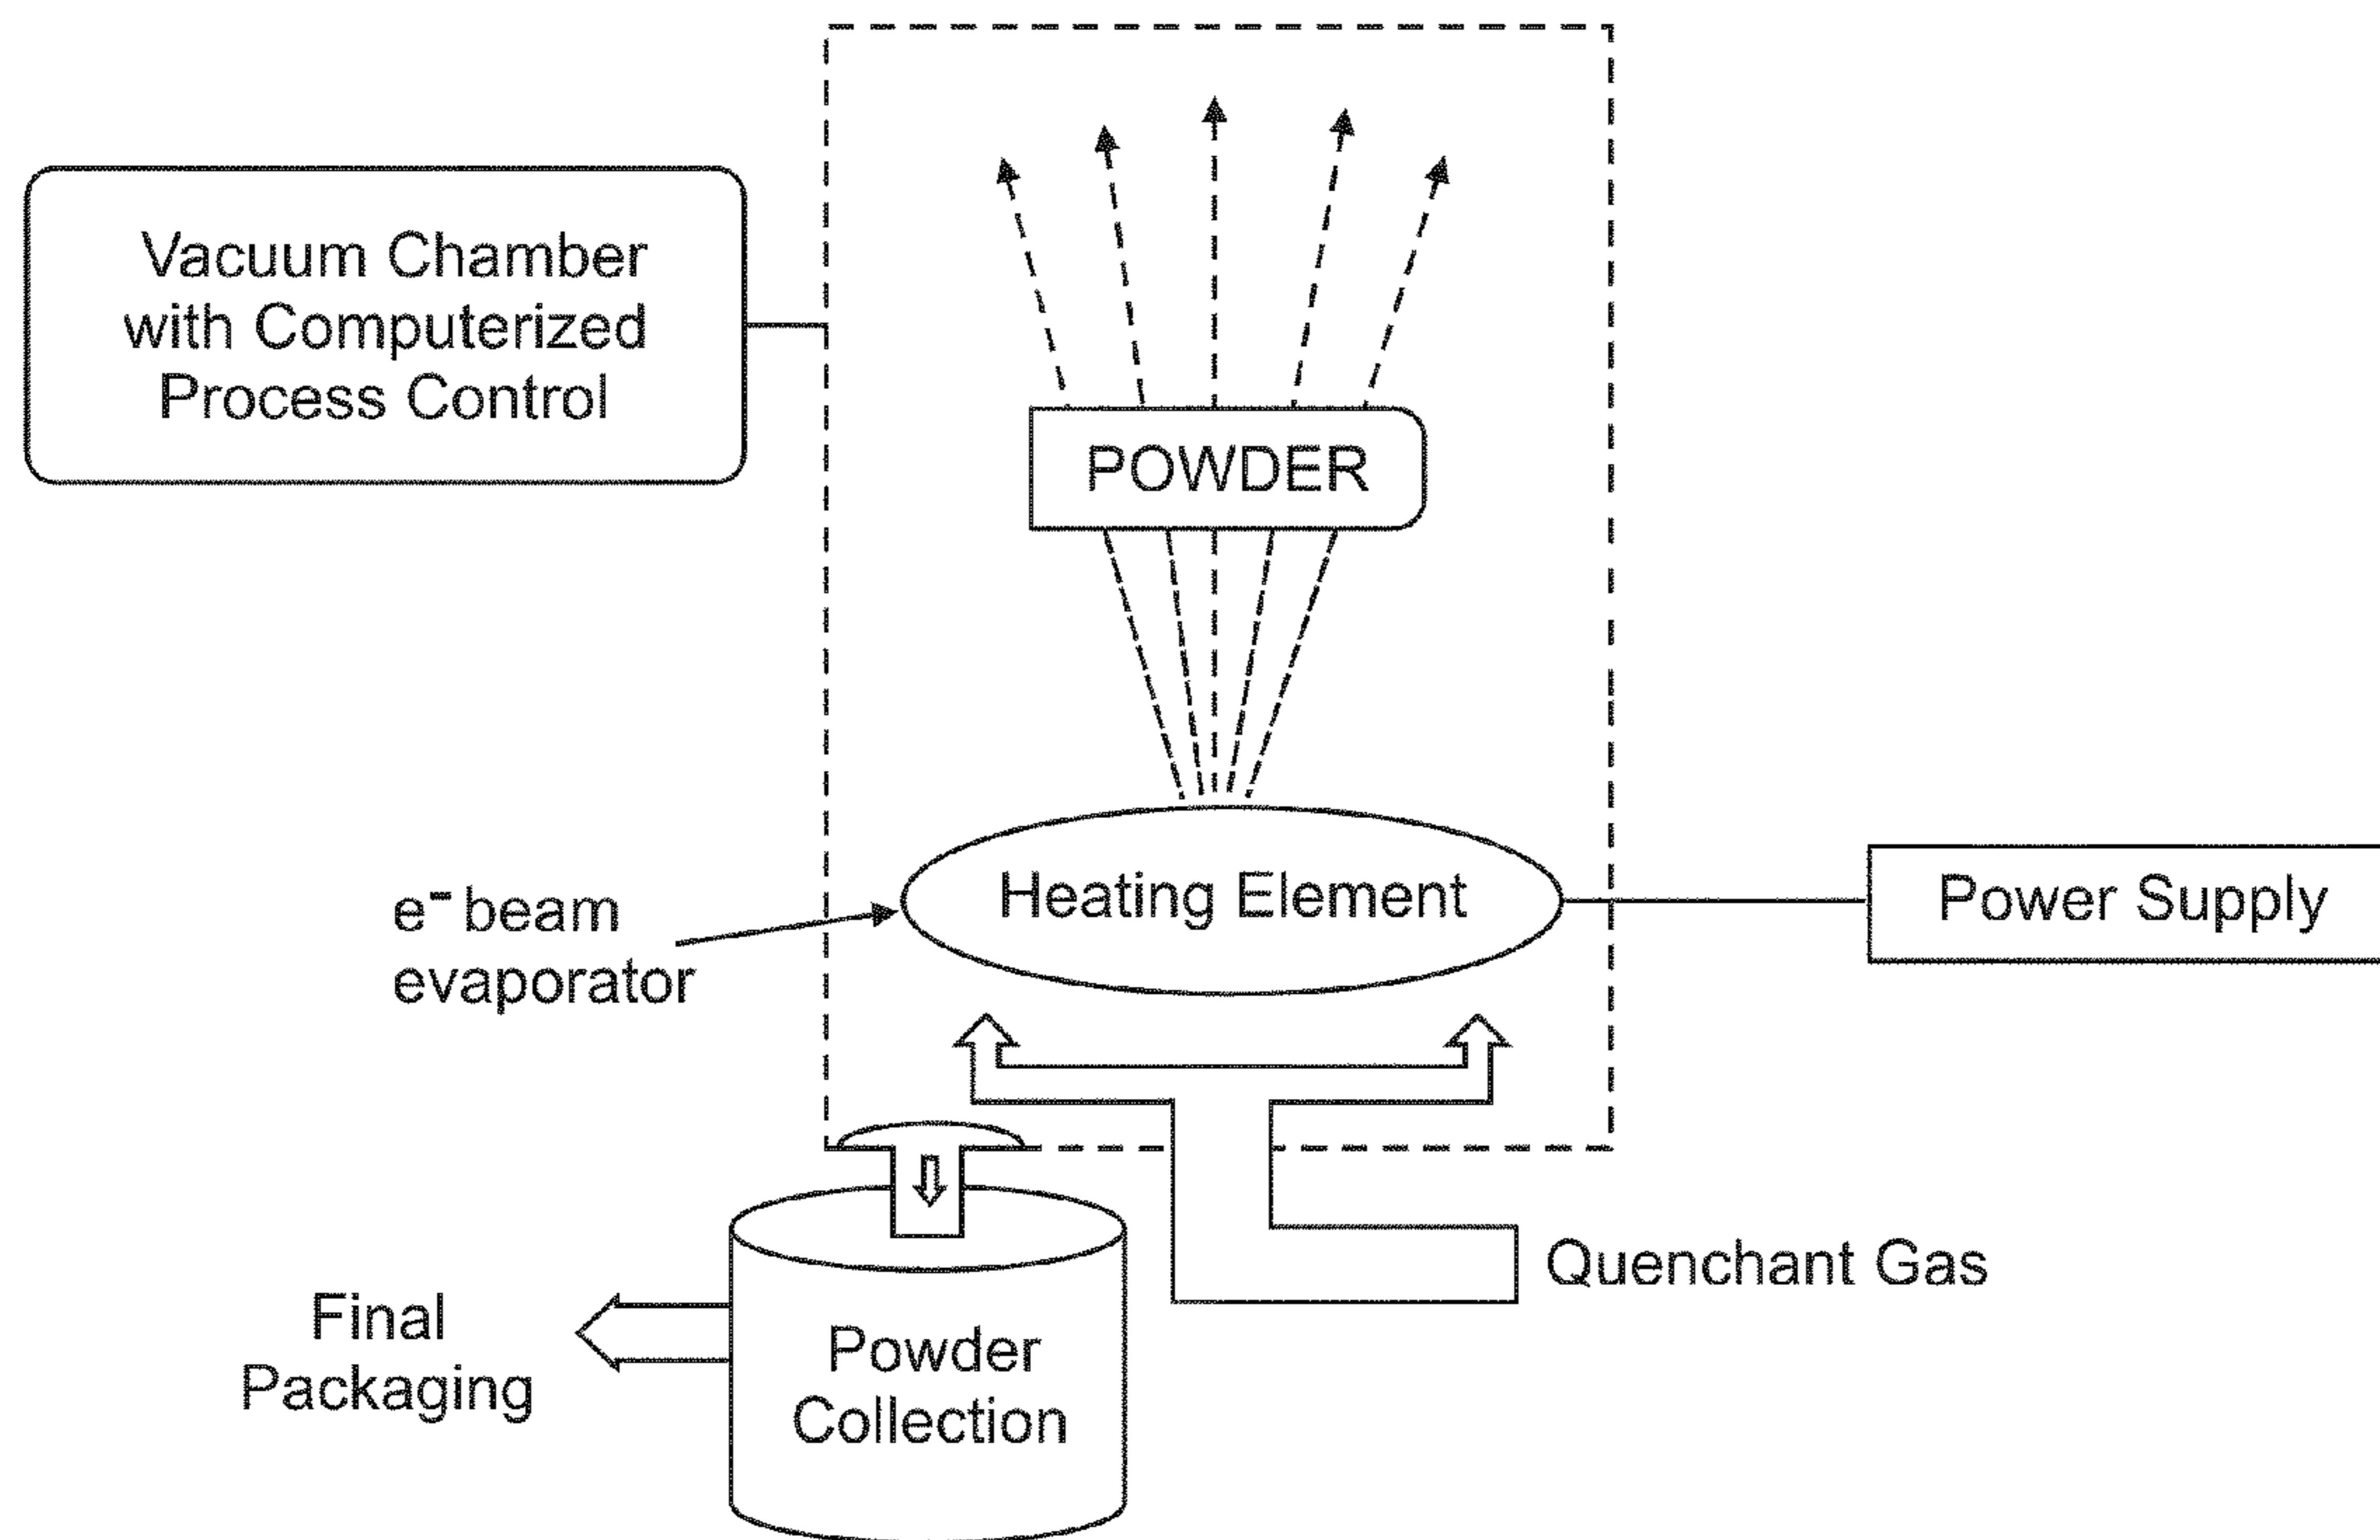 Vacuum Chamber
with Computerized
Process Control
POWDER
Heating Element
Power Supply
e⁻ beam
evaporator
Quenchant Gas
Final
Packaging
Powder
Collection